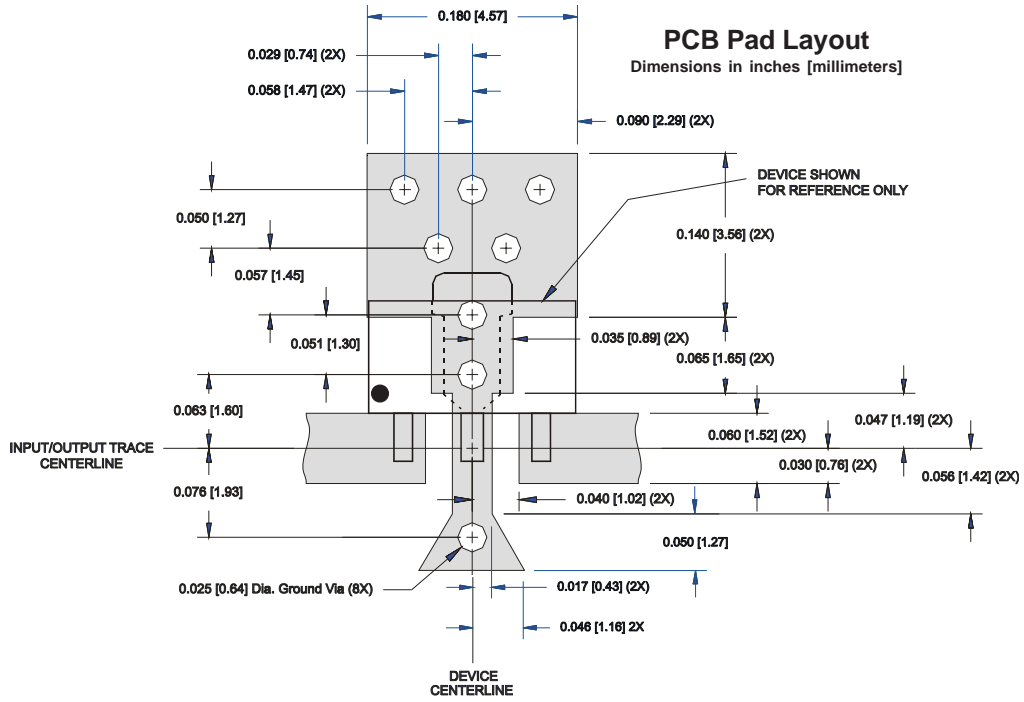 0.180 [4.57]
PCB Pad Layout
Dimensions in inches [millimeters]
0.029 [0.74] (2X)
0.058 [1.47] (2X)
0.090 [2.29] (2X)
DEVICE SHOWN
FOR REFERENCE ONLY
0.050 [1.27]
0.140 [3.56] (2X)
0.057 [1.45]
0.051 [1.30]
0.035 [0.89] (2X)
0.065 [1.65] (2X)
0.063 [1.60]
0.047 [1.19] (2X)
0.060 [1.52] (2X)
INPUT/OUTPUT TRACE
CENTERLINE
0.030 [0.76] (2X)
0.056 [1.42] (2X)
0.076 [1.93]
0.040 [1.02] (2X)
0.050 [1.27]
0.025 [0.64] Dia. Ground Via (8X)
0.017 [0.43] (2X)
0.046 [1.16] 2X
DEVICE
CENTERLINE